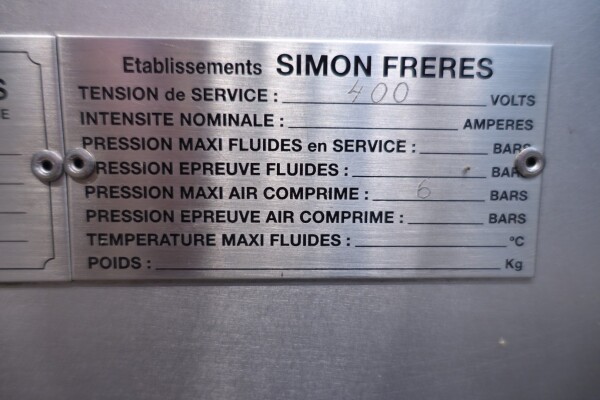 S
E
Etablissements SIMON FRERES
TENSION de SERVICE : 400 VOLTS
INTENSITE NOMINALE : AMPERES
PRESSION MAXI FLUIDES en SERVICE : BARS
PRESSION EPREUVE FLUIDES : BARS
PRESSION MAXI AIR COMPRIME : 6 BARS
PRESSION EPREUVE AIR COMPRIME : BARS
TEMPERATURE MAXI FLUIDES : °C
POIDS : Kg